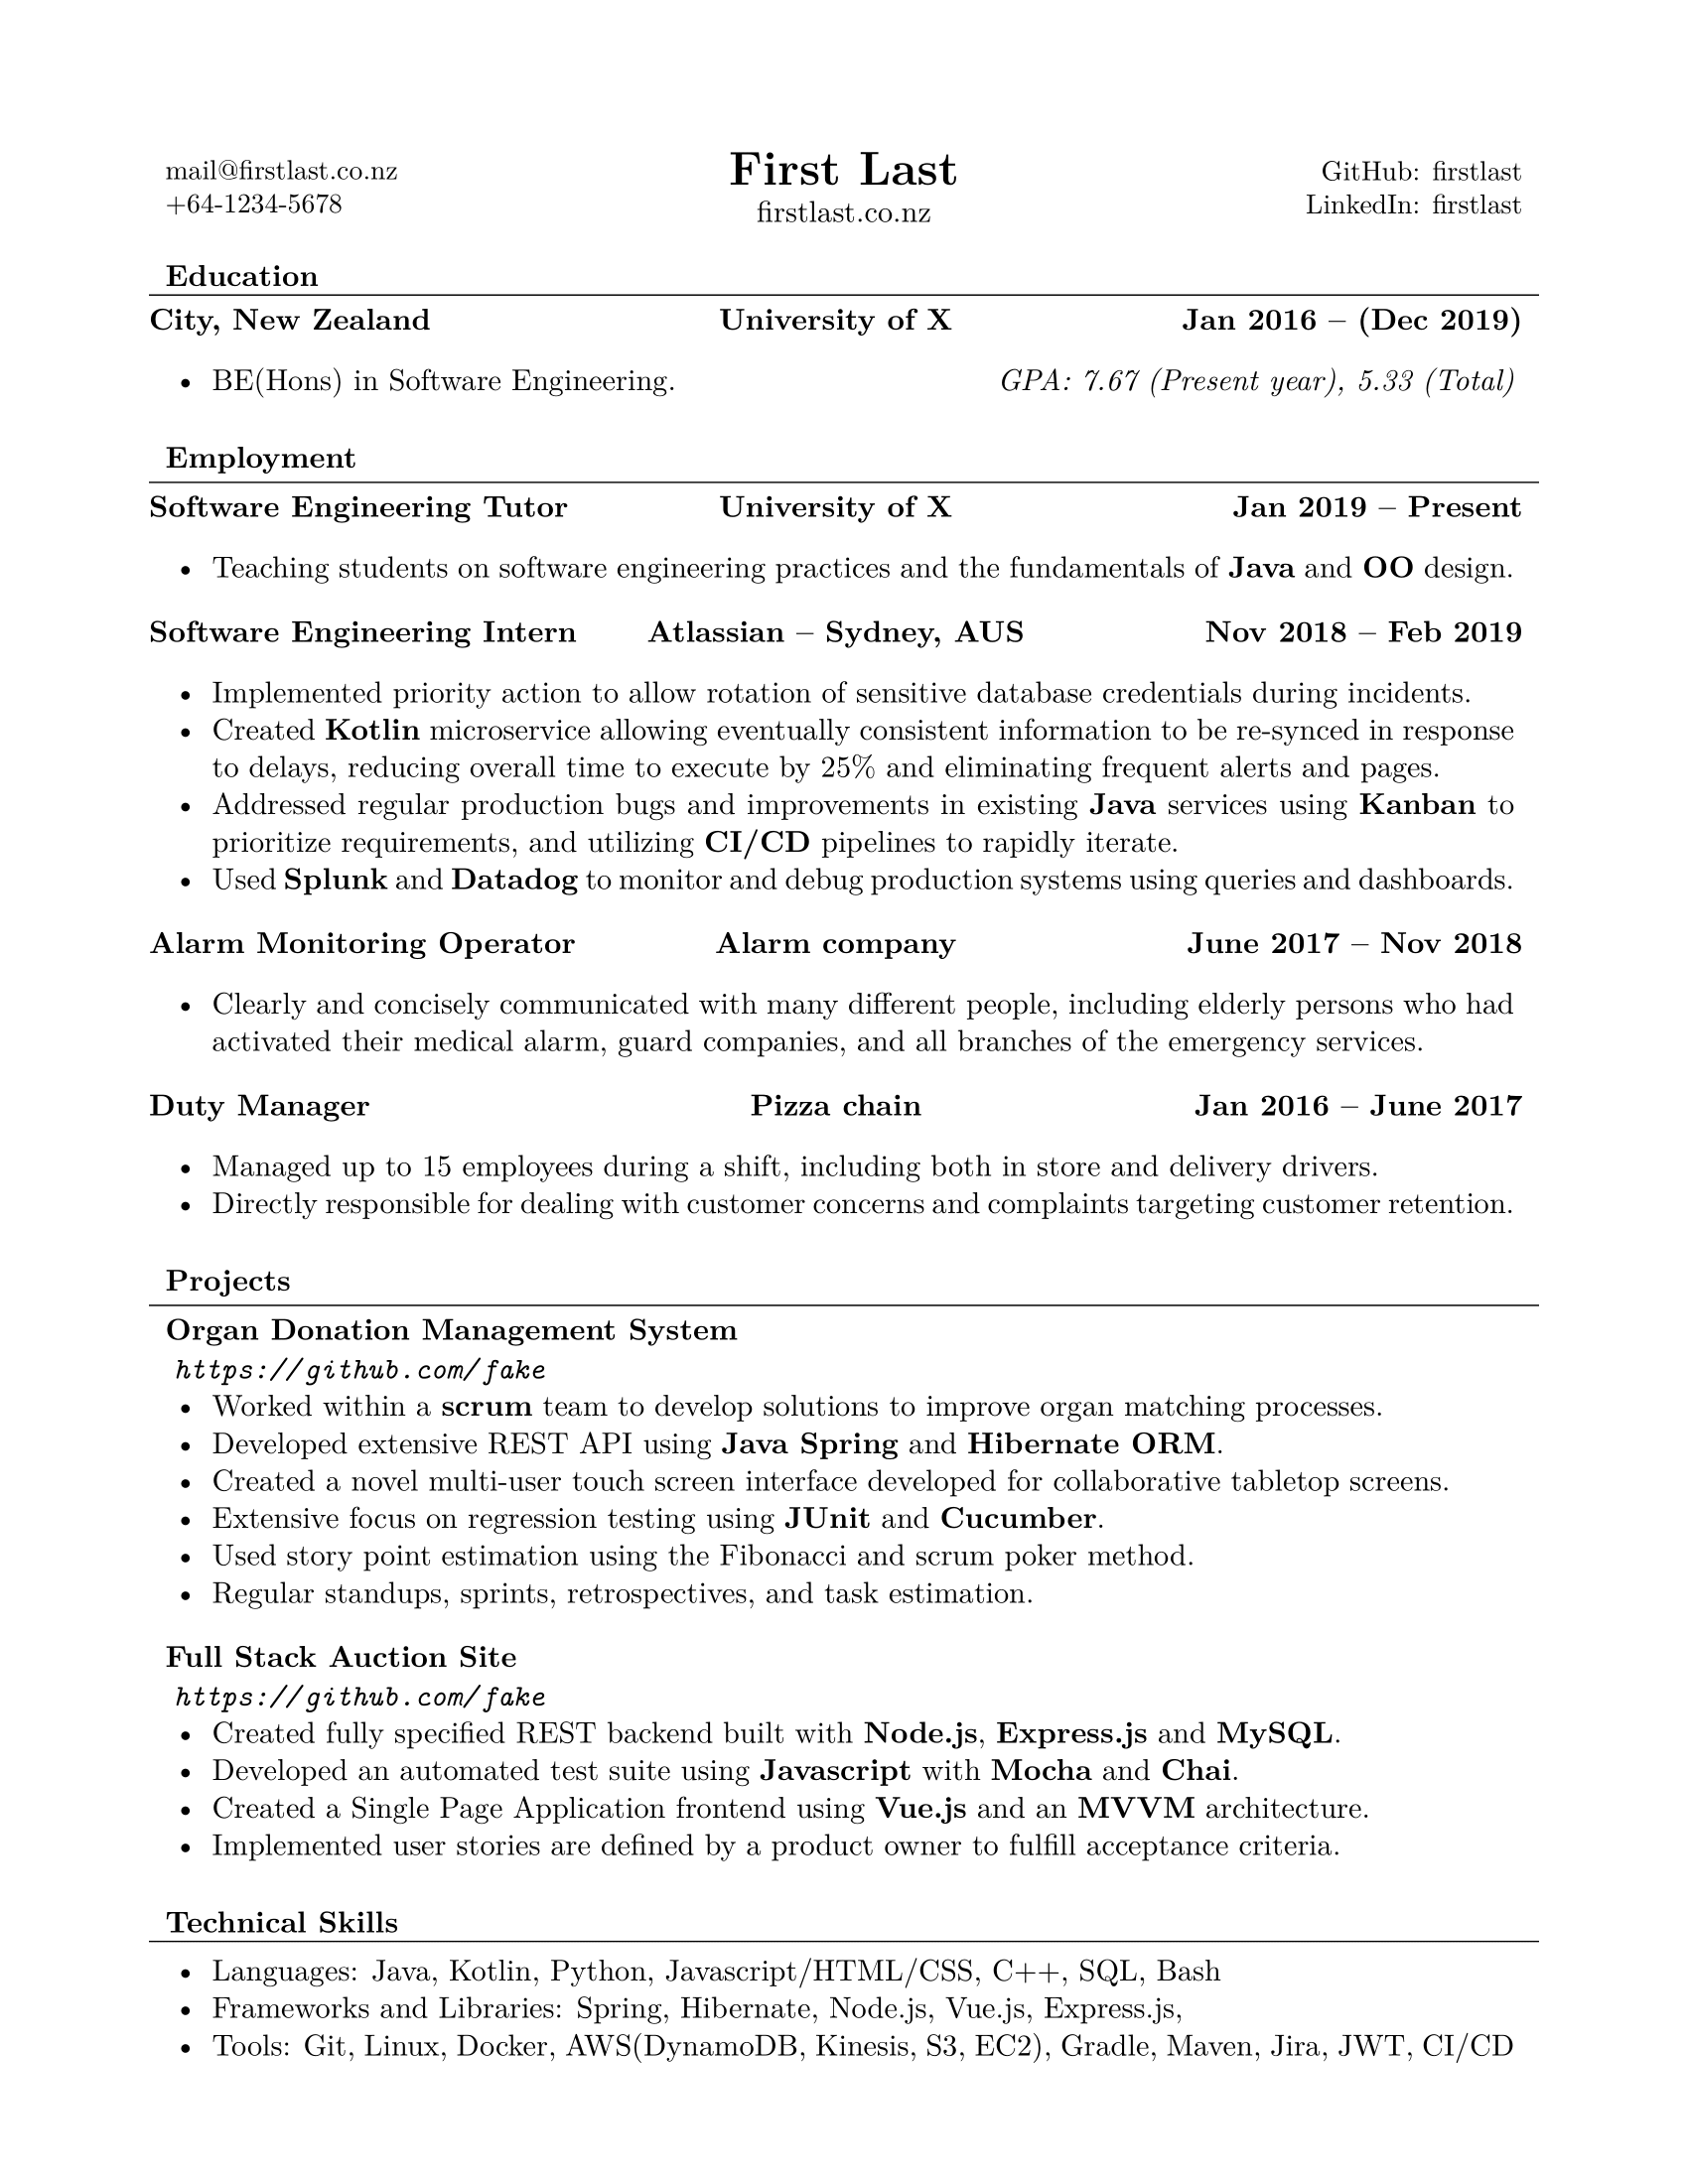 mail@firstlast.co.nz
+64-1234-5678
First Last
firstlast.co.nz
GitHub: firstlast
LinkedIn: firstlast
Education
City, New Zealand University of X Jan 2016 – (Dec 2019)
• BE(Hons) in Software Engineering. GPA: 7.67 (Present year), 5.33 (Total)
Employment
Software Engineering Tutor University of X Jan 2019 – Present
• Teaching students on software engineering practices and the fundamentals of Java and OO design.
Software Engineering Intern Atlassian – Sydney, AUS Nov 2018 – Feb 2019
• Implemented priority action to allow rotation of sensitive database credentials during incidents.
• Created Kotlin microservice allowing eventually consistent information to be re-synced in response
to delays, reducing overall time to execute by 25% and eliminating frequent alerts and pages.
• Addressed regular production bugs and improvements in existing Java services using Kanban to
prioritize requirements, and utilizing CI/CD pipelines to rapidly iterate.
• Used Splunk and Datadog to monitor and debug production systems using queries and dashboards.
Alarm Monitoring Operator Alarm company June 2017 – Nov 2018
• Clearly and concisely communicated with many different people, including elderly persons who had
activated their medical alarm, guard companies, and all branches of the emergency services.
Duty Manager Pizza chain Jan 2016 – June 2017
• Managed up to 15 employees during a shift, including both in store and delivery drivers.
• Directly responsible for dealing with customer concerns and complaints targeting customer retention.
Projects
Organ Donation Management System
https://github.com/fake
• Worked within a scrum team to develop solutions to improve organ matching processes.
• Developed extensive REST API using Java Spring and Hibernate ORM.
• Created a novel multi-user touch screen interface developed for collaborative tabletop screens.
• Extensive focus on regression testing using JUnit and Cucumber.
• Used story point estimation using the Fibonacci and scrum poker method.
• Regular standups, sprints, retrospectives, and task estimation.
Full Stack Auction Site
https://github.com/fake
• Created fully specified REST backend built with Node.js, Express.js and MySQL.
• Developed an automated test suite using Javascript with Mocha and Chai.
• Created a Single Page Application frontend using Vue.js and an MVVM architecture.
• Implemented user stories are defined by a product owner to fulfill acceptance criteria.
Technical Skills
• Languages: Java, Kotlin, Python, Javascript/HTML/CSS, C++, SQL, Bash
• Frameworks and Libraries: Spring, Hibernate, Node.js, Vue.js, Express.js,
• Tools: Git, Linux, Docker, AWS(DynamoDB, Kinesis, S3, EC2), Gradle, Maven, Jira, JWT, CI/CD